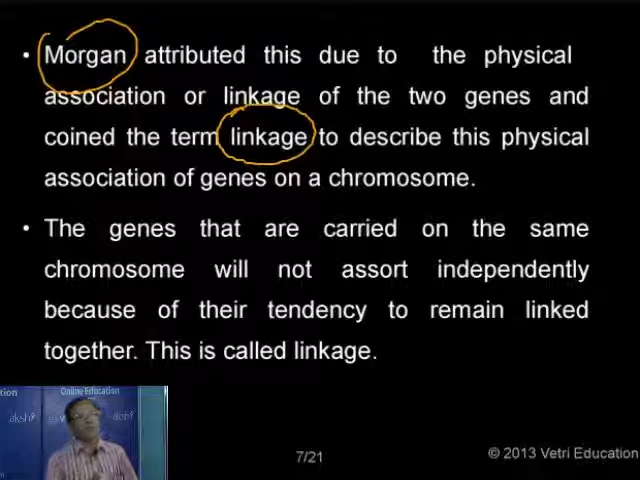 • Morgan attributed this due to the physical
association or linkage of the two genes and
coined the term linkage to describe this physical
association of genes on a chromosome.
• The genes that are carried on the same
chromosome will not assort independently
because of their tendency to remain linked
together. This is called linkage.
Online Education
7/21
© 2013 Vetri Education